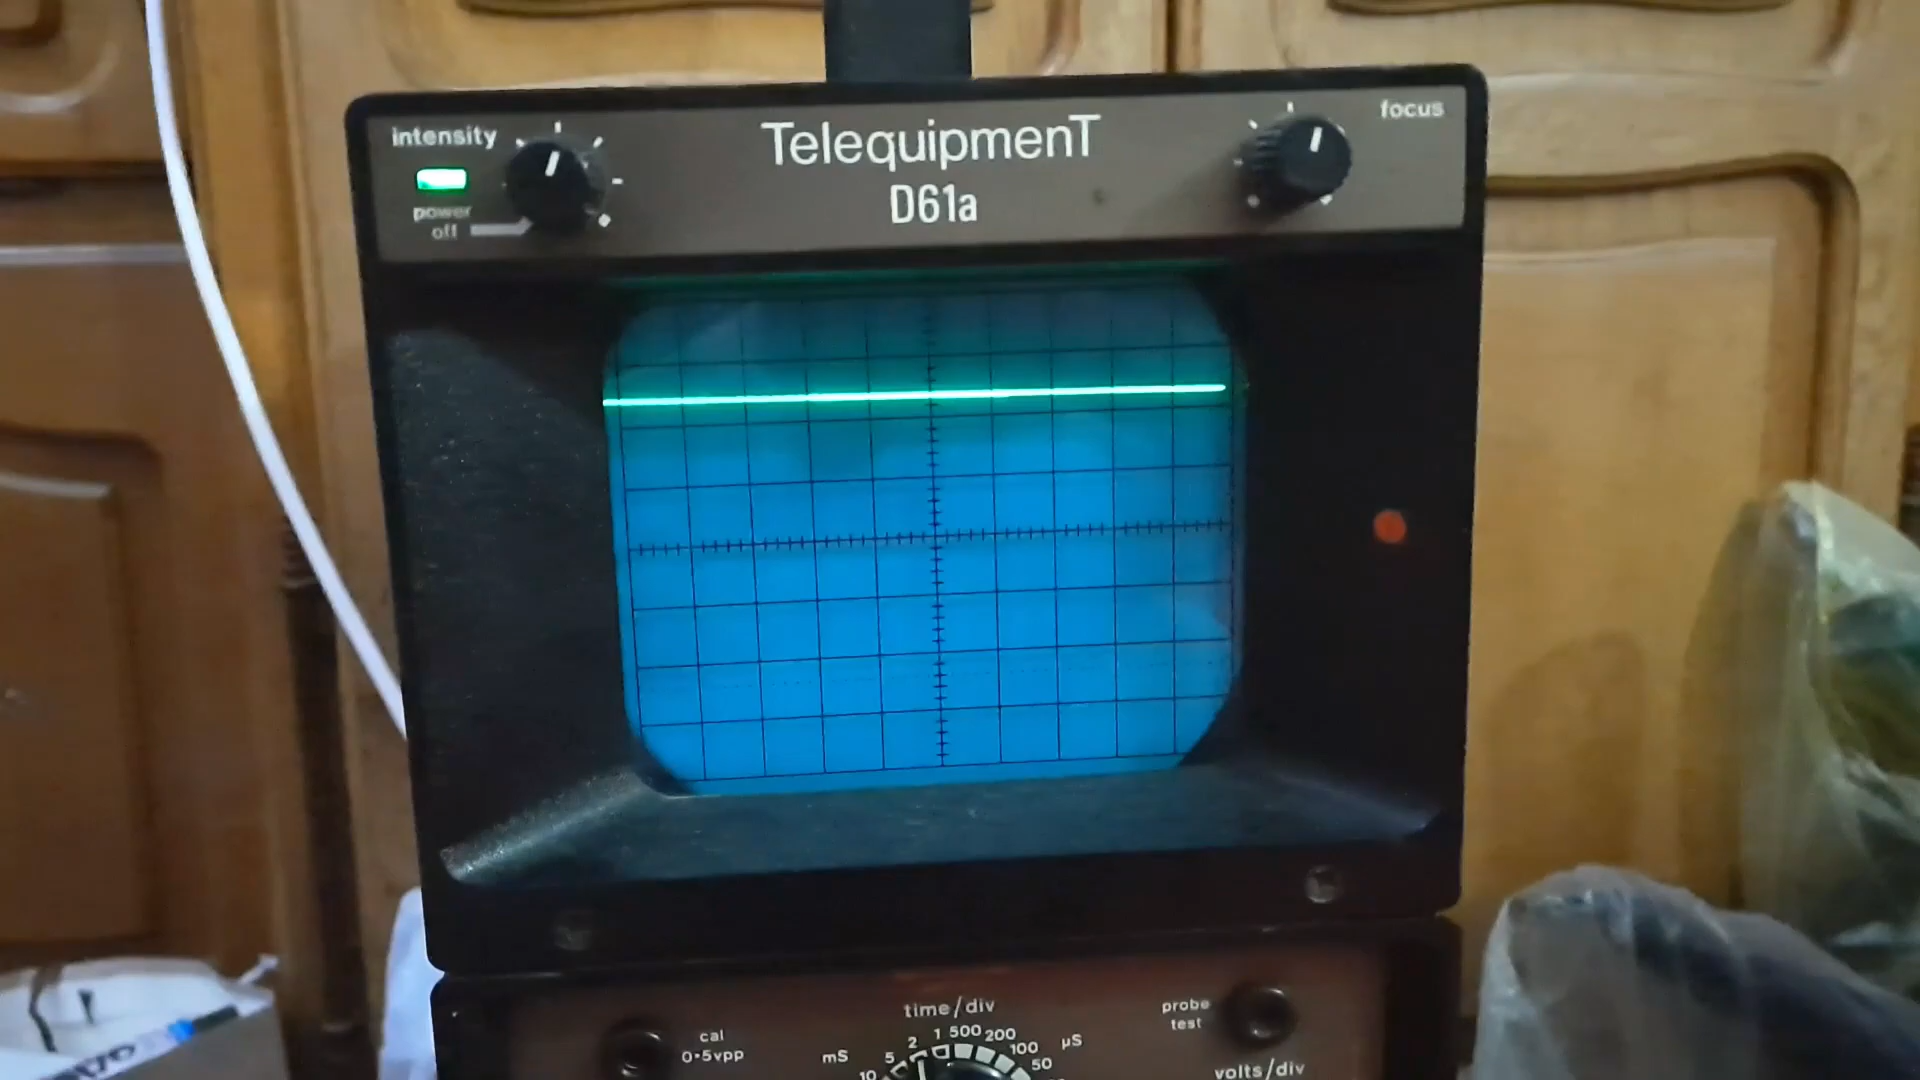 intensity
focus
TelequipmenT
D61a
power
off
time/div
cal
0·5vpp
probe
test
mS
10
5
2
1
500
200
100
50
µS
volts/div